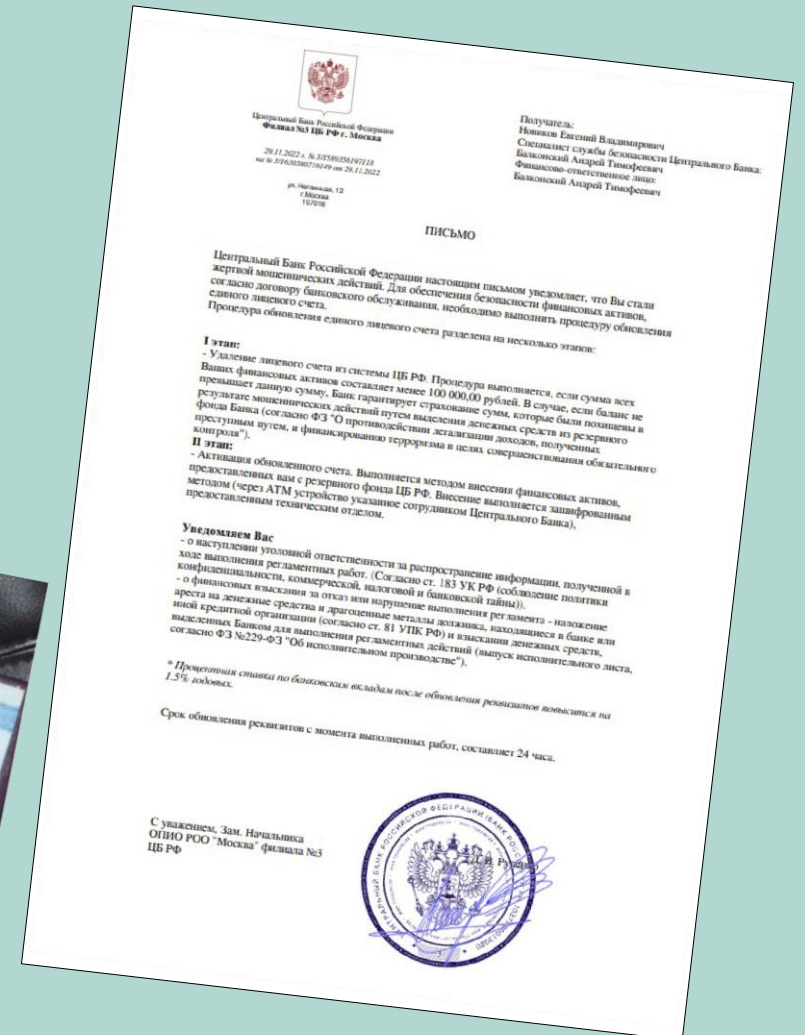 Центральный Банк Российской Федерации
Филиал №3 ЦБ РФ г. Москва
29.11.2022 г. №
от 29.11.2022
ул. Неглинная, 12
г.Москва
107016
Получатель:
Новиков Евгений Владимирович
Специалист службы безопасности Центрального Банка:
Балконский Андрей Тимофеевич
Финансово-ответственное лицо:
Балконский Андрей Тимофеевич
ПИСЬМО
Центральный Банк Российской Федерации настоящим письмом уведомляет, что Вы стали
жертвой мошеннических действий. Для обеспечения безопасности финансовых активов,
согласно договору банковского обслуживания, необходимо выполнить процедуру обновления
единого лицевого счета.
Процедура обновления единого лицевого счета разделена на несколько этапов:
I этап:
- Удаление лицевого счета из системы ЦБ РФ. Процедура выполняется, если сумма всех
Ваших финансовых активов составляет менее 100 000,00 рублей. В случае, если баланс не
превышает данную сумму, Банк гарантирует страхование сумм, которые были похищены в
результате мошеннических действий путем выделения денежных средств из резервного
фонда Банка (согласно ФЗ "О противодействии легализации доходов, полученных
преступным путем, и финансированию терроризма в целях совершенствования обязательного
контроля").
II этап:
- Активация обновленного счета. Выполняется методом внесения финансовых активов,
предоставленных вам с резервного фонда ЦБ РФ. Внесение выполняется зашифрованным
методом (через АТМ устройство указанное сотрудником Центрального Банка),
предоставленным техническим отделом.
Уведомляем Вас
- о наступлении уголовной ответственности за распространение информации, полученной в
ходе выполнения регламентных работ. (Согласно ст. 183 УК РФ (соблюдение политики
конфиденциальности, коммерческой, налоговой и банковской тайны)).
- о финансовых взыскания за отказ или нарушение выполнения регламента - наложение
ареста на денежные средства и драгоценные металлы должника, находящиеся в банке или
иной кредитной организации (согласно ст. 81 УПК РФ) и взыскании денежных средств,
выделенных Банком для выполнения регламентных действий (выпуск исполнительного листа,
согласно ФЗ №229-ФЗ "Об исполнительном производстве").
* Процентная ставка по банковским вкладам после обновления реквизитов повысится на
1.5% годовых.
Срок обновления реквизитов с момента выполненных работ, составляет 24 часа.
С уважением, Зам. Начальника
ОПИО РОО "Москва" филиала №3
ЦБ РФ